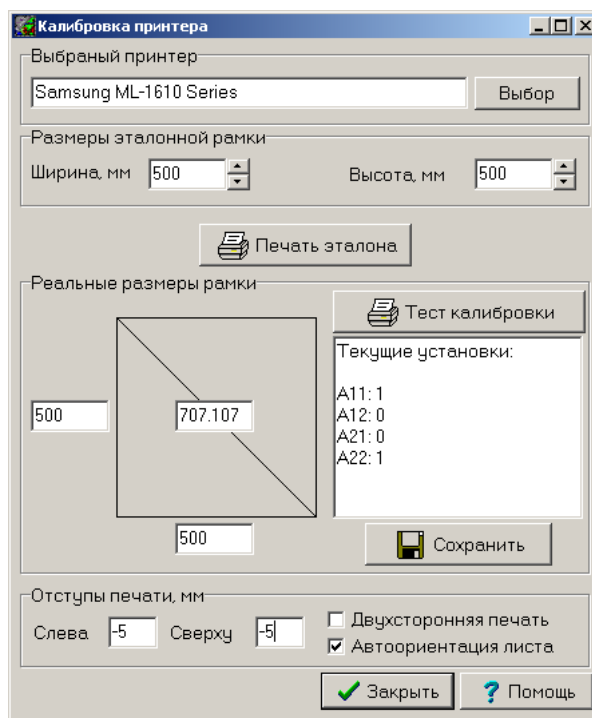 Калибровка принтера
Выбраный принтер
Samsung ML-1610 Series
Выбор
Размеры эталонной рамки
Ширина, мм 500 Высота, мм 500
Печать эталона
Реальные размеры рамки
Тест калибровки
Текущие установки:
A11: 1
A12: 0
A21: 0
A22: 1
500
707.107
500
Сохранить
Отступы печати, мм
Слева -5 Сверху -5
Двухсторонняя печать
Автоориентация листа
Закрыть
? Помощь